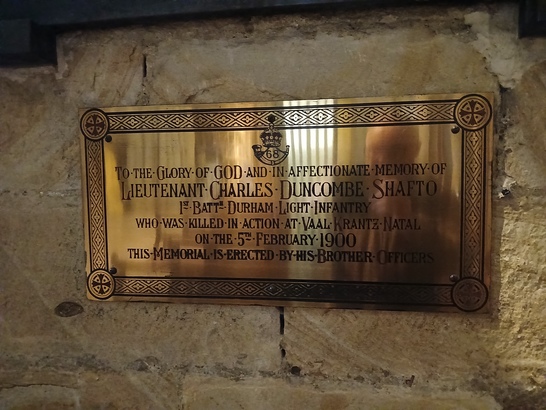 68
TO·THE·GLORY·OF·GOD·AND·IN·AFFECTIONATE·MEMORY·OF
LIEUTENANT·CHARLES·DUNCOMBE·SHAFTO
1ST·BATTN·DURHAM·LIGHT·INFANTRY
WHO·WAS·KILLED·IN·ACTION·AT·VAAL·KRANTZ·NATAL
ON·THE·5TH·FEBRUARY·1900
THIS·MEMORIAL·IS·ERECTED·BY·HIS·BROTHER·OFFICERS